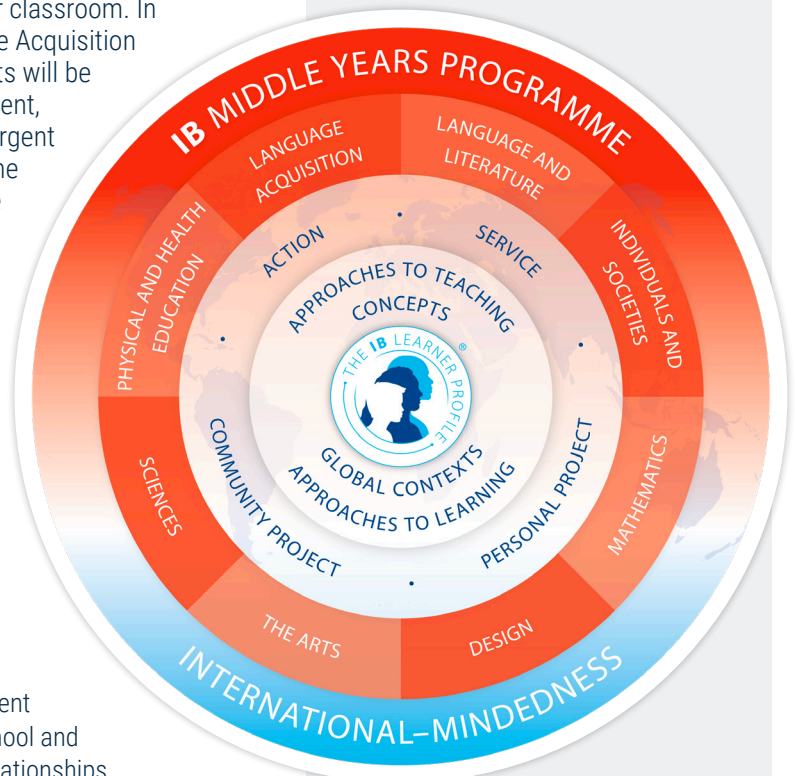 r classroom. In
e Acquisition
ts will be
ent,
rgent
ne
IB MIDDLE YEARS PROGRAMME
LANGUAGE
ACQUISITION
LANGUAGE AND
LITERATURE
PHYSICAL AND HEALTH
EDUCATION
INDIVIDUALS AND
SOCIETIES
ACTION
SERVICE
APPROACHES TO TEACHING
CONCEPTS
THE IB LEARNER PROFILE ®
GLOBAL CONTEXTS
APPROACHES TO LEARNING
COMMUNITY PROJECT
PERSONAL PROJECT
SCIENCES
MATHEMATICS
THE ARTS
DESIGN
INTERNATIONAL–MINDEDNESS
ent
ool and
ationships